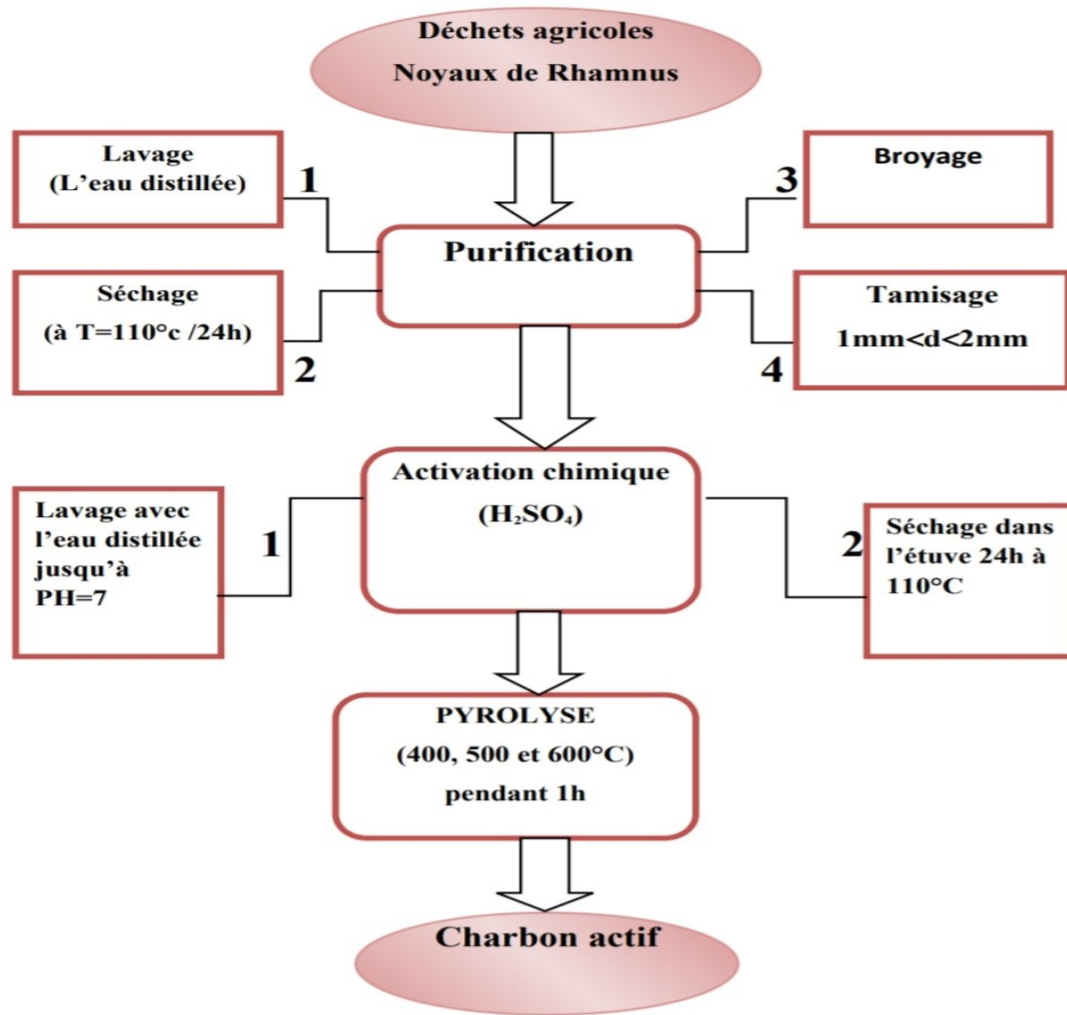 Déchets agricoles
Noyaux de Rhamnus
Lavage
(L'eau distillée)
1
3
Broyage
Purification
Séchage
(à T=110°c /24h)
2
Tamisage
1mm<d<2mm
4
Activation chimique
(H₂SO₄)
Lavage avec
l'eau distillée
jusqu'à
PH=7
1
2
Séchage dans
l'étuve 24h à
110°C
PYROLYSE
(400, 500 et 600°C)
pendant 1h
Charbon actif